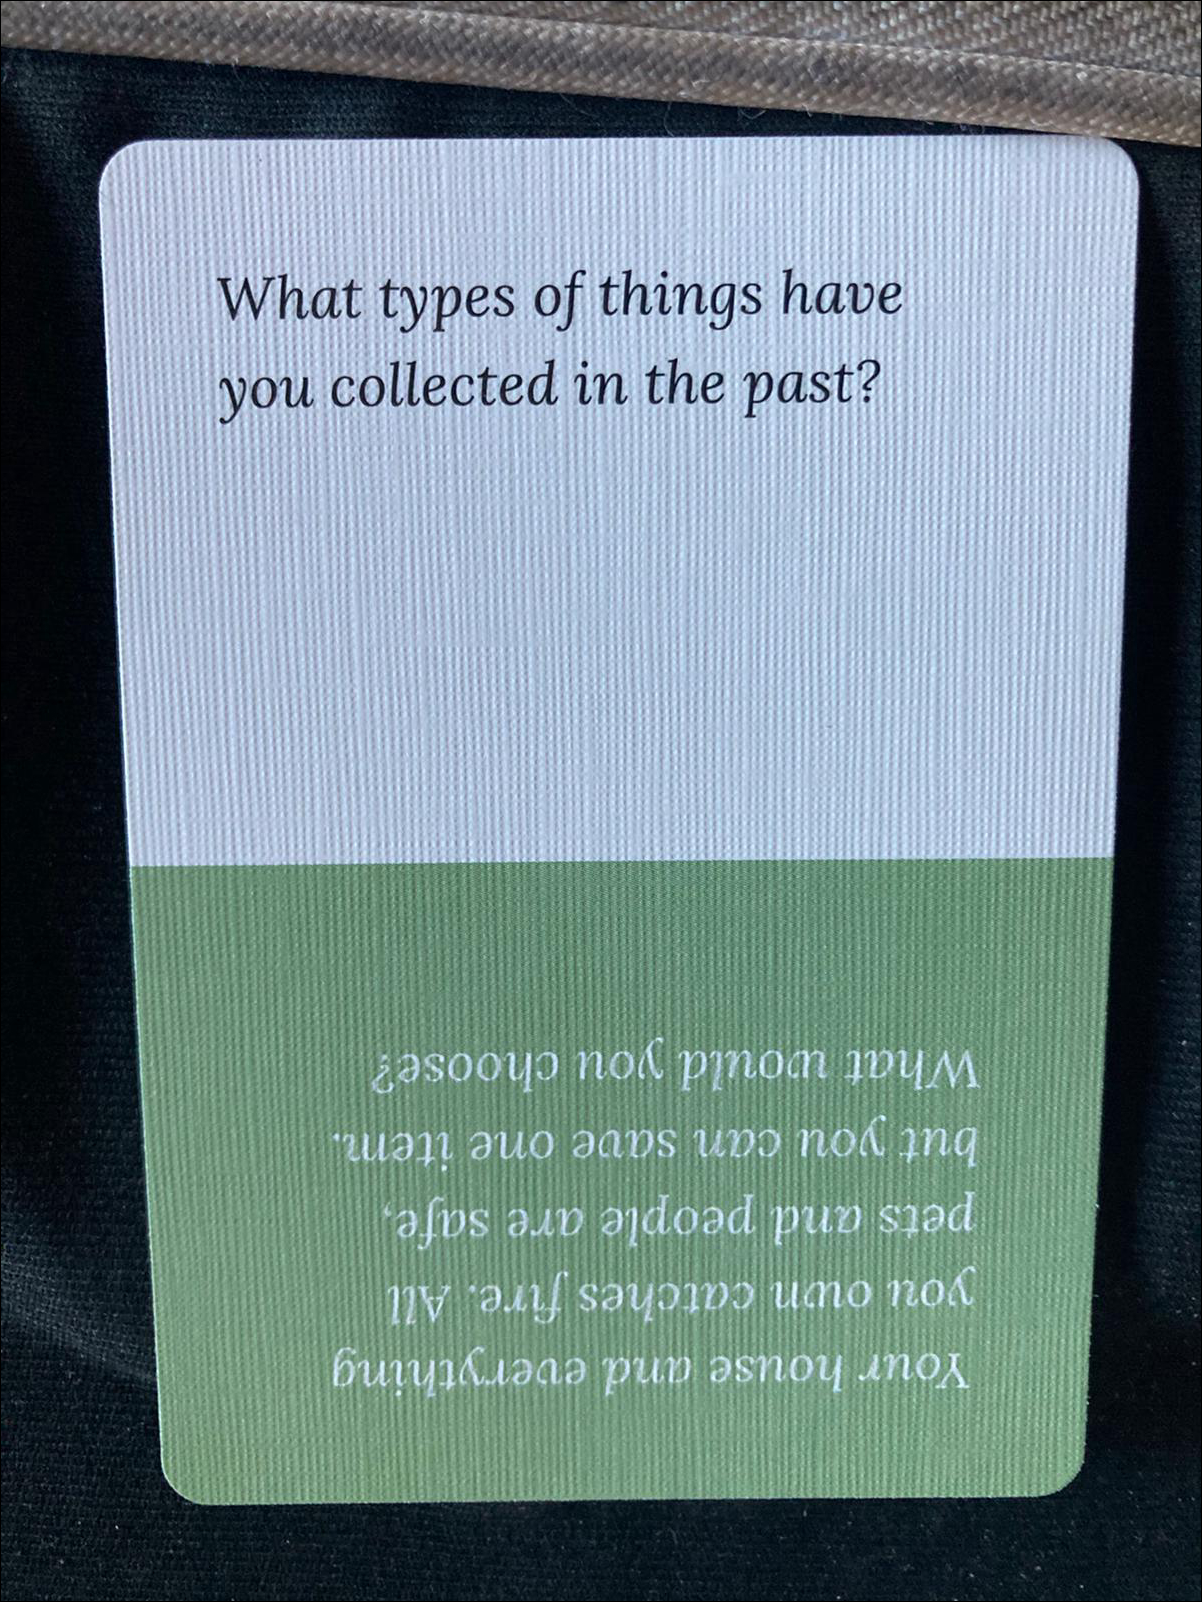 What types of things have
you collected in the past?
Your house and everything
you own catches fire. All
pets and people are safe,
but you can save one item.
What would you choose?